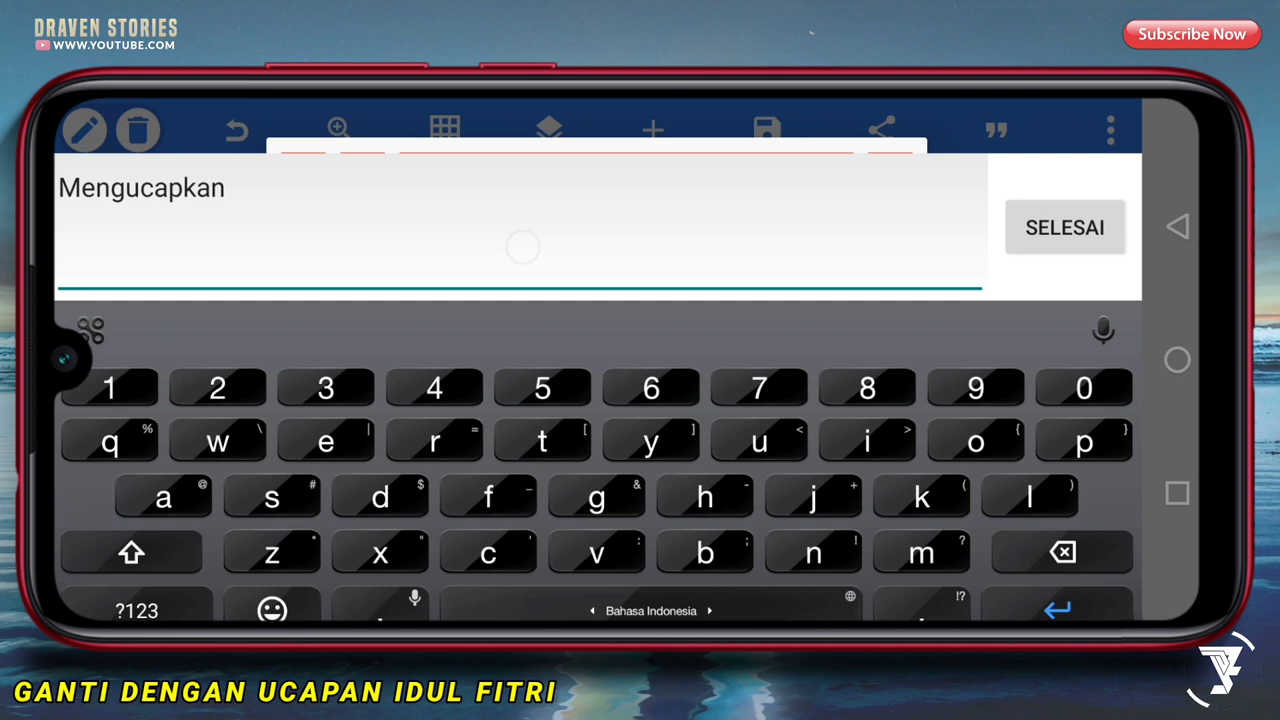 DRAVEN STORIES
WWW.YOUTUBE.COM
Subscribe Now
Mengucapkan
SELESAI
1 2 3 4 5 6 7 8 9 0
q % w \ e | r = t [ y ] u < i > o { p }
a @ s # d $ f _ g & h - j + k ( l )
z * x " c ' v : b ; n ! m ?
?123 , Bahasa Indonesia . !?
GANTI DENGAN UCAPAN IDUL FITRI